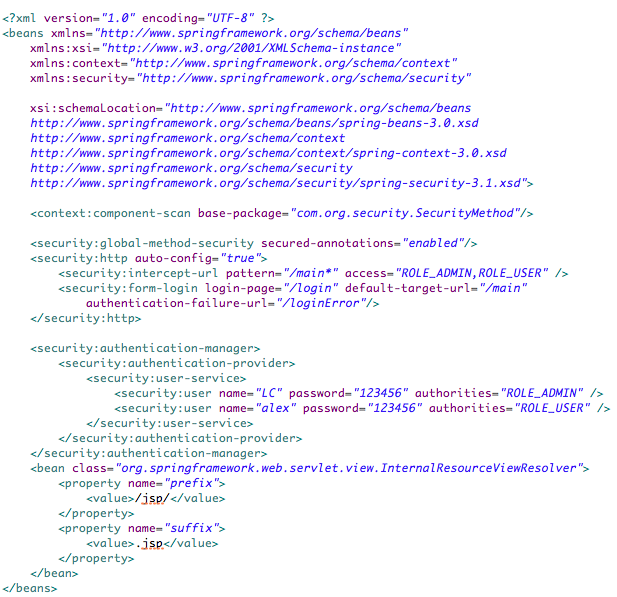 <?xml version="1.0" encoding="UTF-8" ?>
<beans xmlns="http://www.springframework.org/schema/beans"
    xmlns:xsi="http://www.w3.org/2001/XMLSchema-instance"
    xmlns:context="http://www.springframework.org/schema/context"
    xmlns:security="http://www.springframework.org/schema/security"

    xsi:schemaLocation="http://www.springframework.org/schema/beans
    http://www.springframework.org/schema/beans/spring-beans-3.0.xsd
    http://www.springframework.org/schema/context
    http://www.springframework.org/schema/context/spring-context-3.0.xsd
    http://www.springframework.org/schema/security
    http://www.springframework.org/schema/security/spring-security-3.1.xsd">

    <context:component-scan base-package="com.org.security.SecurityMethod"/>

    <security:global-method-security secured-annotations="enabled"/>
    <security:http auto-config="true">
        <security:intercept-url pattern="/main*" access="ROLE_ADMIN,ROLE_USER" />
        <security:form-login login-page="/login" default-target-url="/main"
            authentication-failure-url="/loginError"/>
    </security:http>

    <security:authentication-manager>
        <security:authentication-provider>
            <security:user-service>
                <security:user name="LC" password="123456" authorities="ROLE_ADMIN" />
                <security:user name="alex" password="123456" authorities="ROLE_USER" />
            </security:user-service>
        </security:authentication-provider>
    </security:authentication-manager>
    <bean class="org.springframework.web.servlet.view.InternalResourceViewResolver">
        <property name="prefix">
            <value>/jsp/</value>
        </property>
        <property name="suffix">
            <value>.jsp</value>
        </property>
    </bean>
</beans>